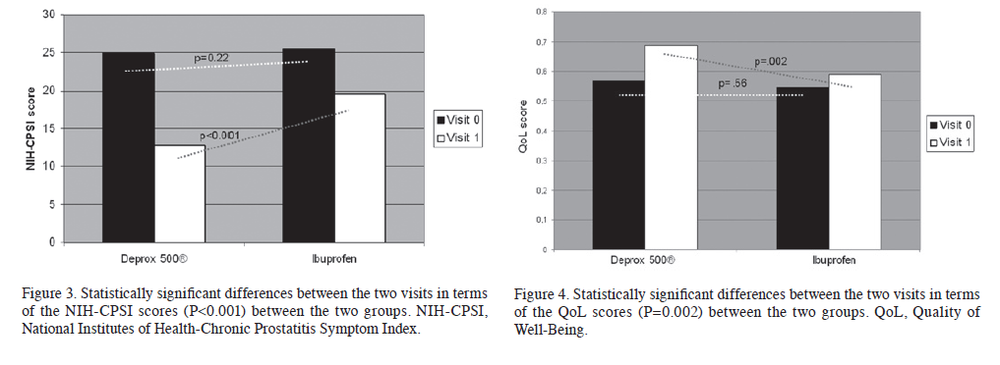 30
25
20
15
10
5
0
NIH-CPSI score
p=0.22
p<0.001
Deprox 500®
Ibuprofen
Visit 0
Visit 1
Figure 3. Statistically significant differences between the two visits in terms
of the NIH-CPSI scores (P<0.001) between the two groups. NIH-CPSI,
National Institutes of Health-Chronic Prostatitis Symptom Index.
0.8
0.7
0.6
0.5
0.4
0.3
0.2
0.1
0
QoL score
p=.002
p=.56
Deprox 500®
Ibuprofen
Visit 0
Visit 1
Figure 4. Statistically significant differences between the two visits in terms
of the QoL scores (P=0.002) between the two groups. QoL, Quality of
Well-Being.